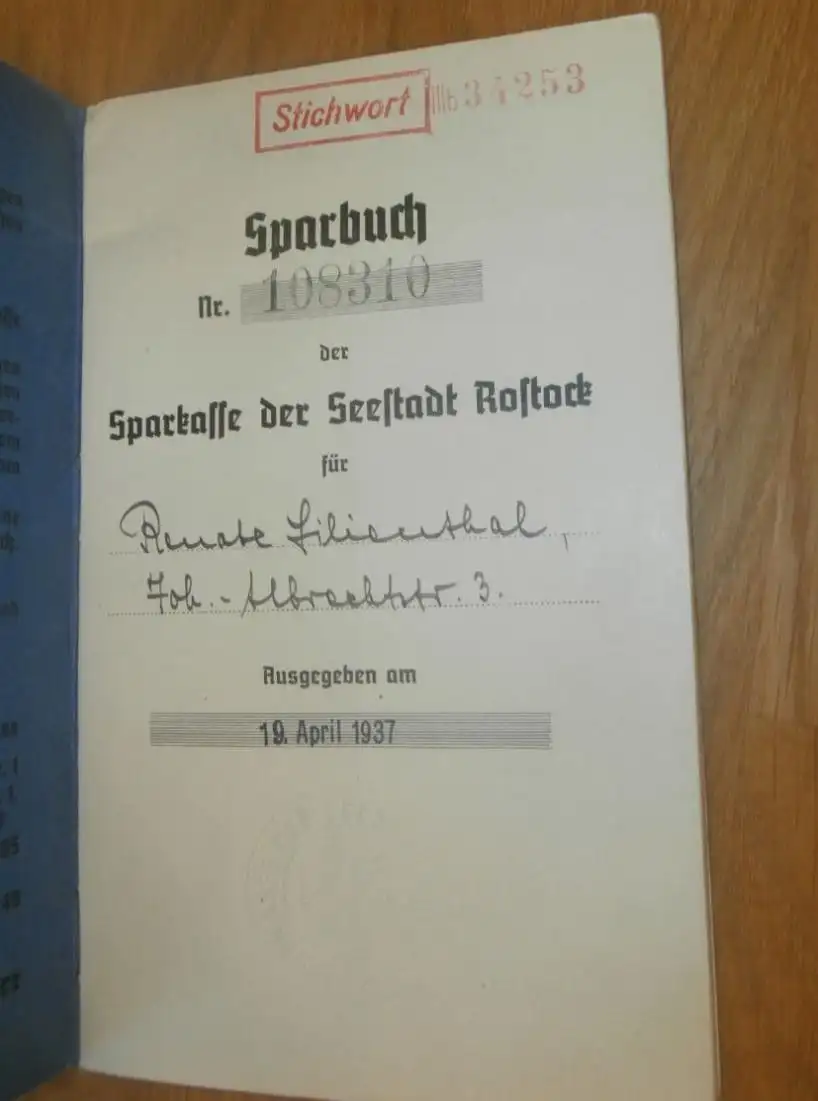 Stichwort IIIb 34253
Sparbuch
Nr. 108310
der
Sparkasse der Seestadt Rostock
für
Renate Lilienthal,
Joh.-Albrechtstr. 3.
Ausgegeben am
19. April 1937